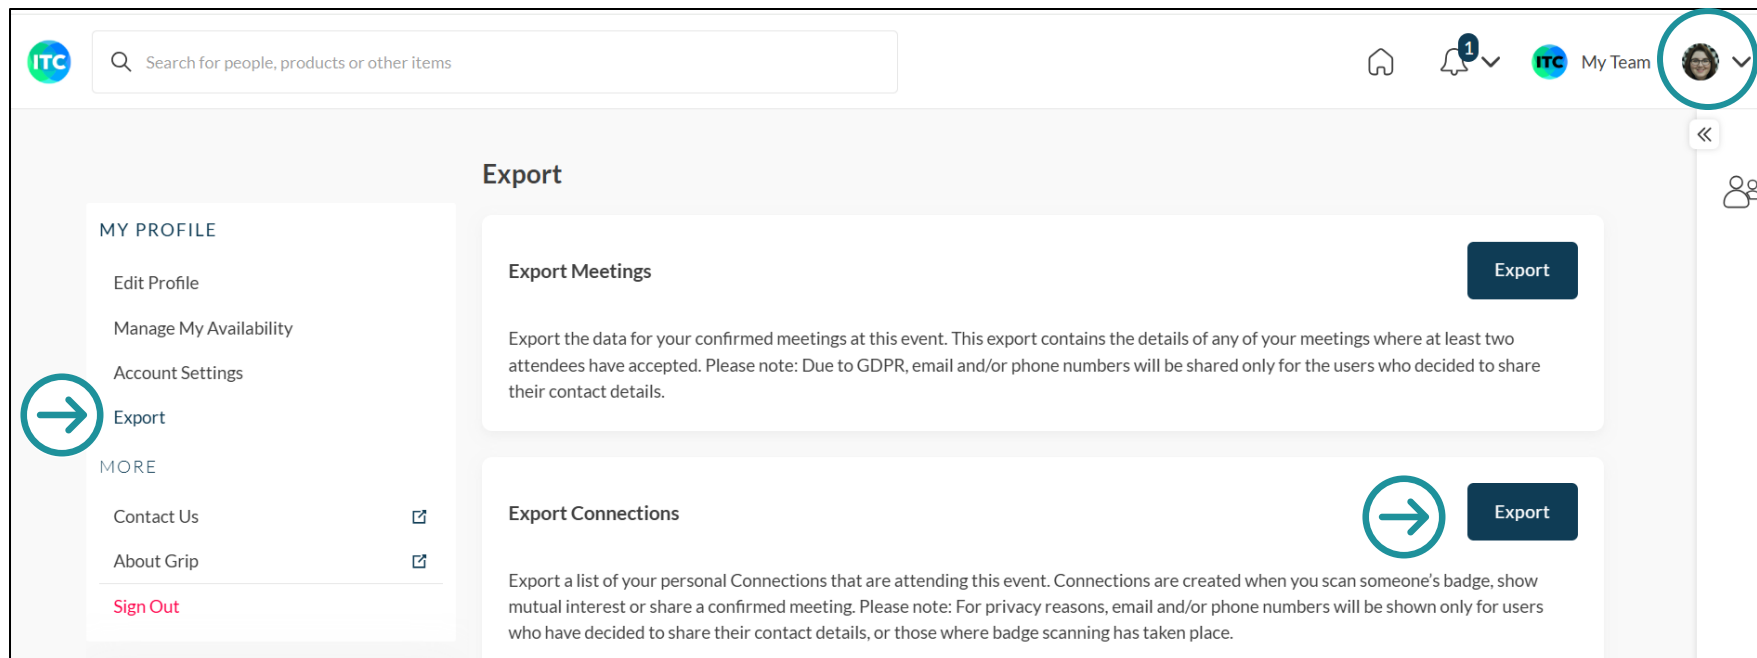 ITC
Search for people, products or other items
1
ITC
My Team
Export
MY PROFILE
Edit Profile
Manage My Availability
Account Settings
Export
MORE
Contact Us
About Grip
Sign Out
Export Meetings
Export
Export the data for your confirmed meetings at this event. This export contains the details of any of your meetings where at least two
attendees have accepted. Please note: Due to GDPR, email and/or phone numbers will be shared only for the users who decided to share
their contact details.
Export Connections
Export
Export a list of your personal Connections that are attending this event. Connections are created when you scan someone's badge, show
mutual interest or share a confirmed meeting. Please note: For privacy reasons, email and/or phone numbers will be shown only for users
who have decided to share their contact details, or those where badge scanning has taken place.